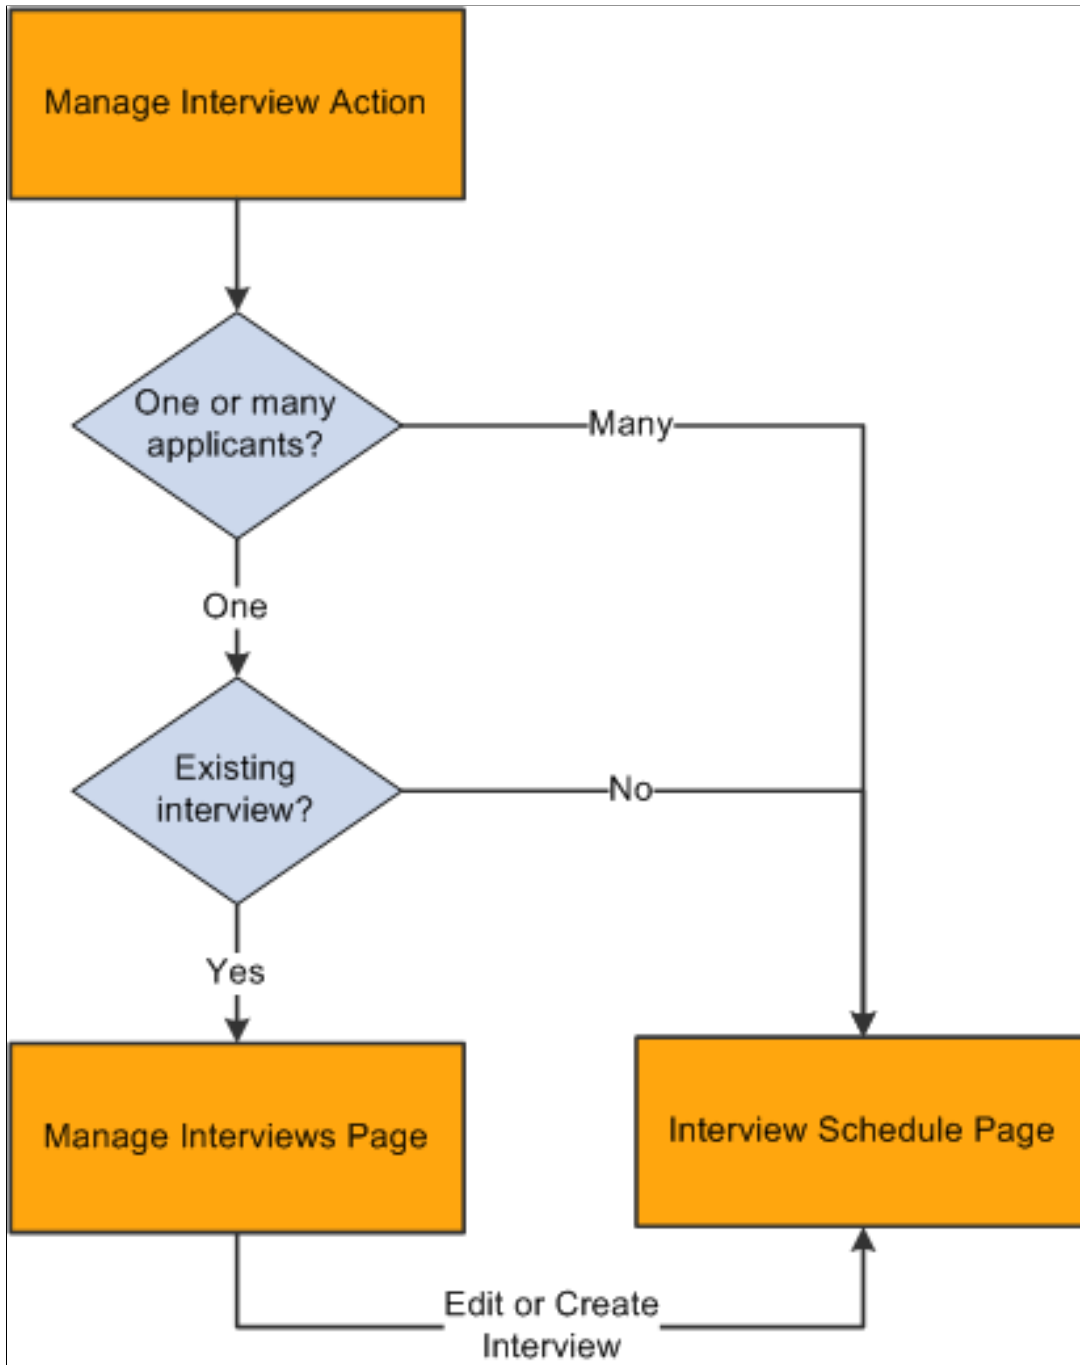 Manage Interview Action
One or many
applicants?
Many
One
Existing
interview?
No
Yes
Manage Interviews Page
Interview Schedule Page
Edit or Create
Interview